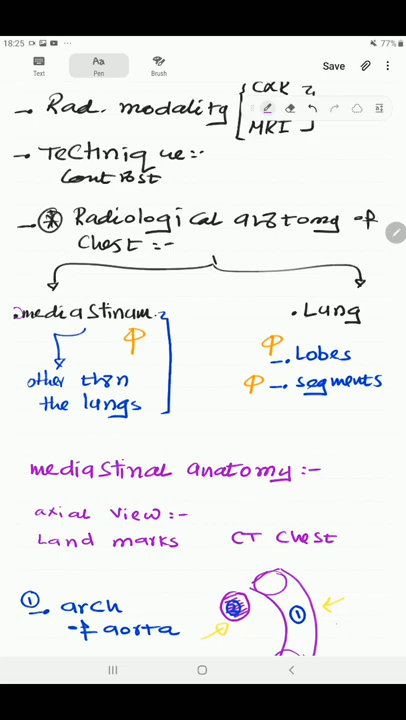 18:25
77%
Text
Pen
Brush
Save
Rad. modality
MRI
Technique:-
Contrast
Radiological anatomy of
Chest:-
mediastinum
. Lung
other than
the lungs
Lobes
segments
mediastinal anatomy:-
axial view:-
Land marks
CT Chest
① arch
of aorta
①